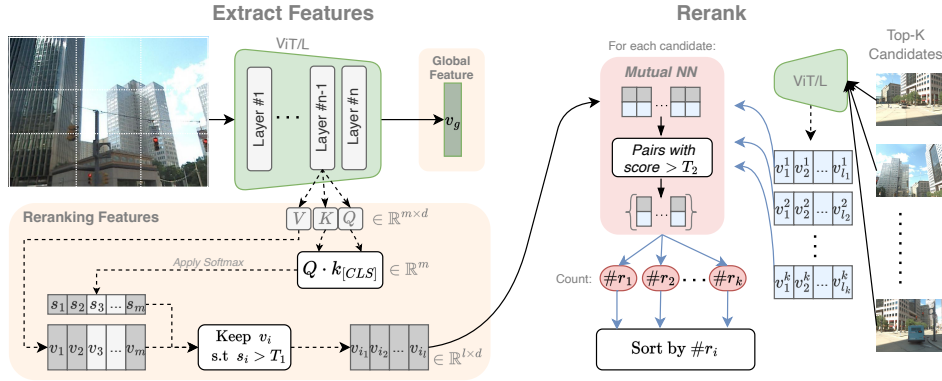 Extract Features
Rerank
ViT/L
Layer #1
. . .
Layer #n-1
Layer #n
Global
Feature
v_g
Reranking Features
V K Q ∈ ℝ^{m×d}
Apply Softmax
Q · k_{[CLS]} ∈ ℝ^m
s_1 s_2 s_3 ... s_m
v_1 v_2 v_3 ... v_m
Keep v_i
s.t s_i > T_1
v_{i_1} v_{i_2} ... v_{i_l}
∈ ℝ^{l×d}
For each candidate:
Mutual NN
...
Pairs with
score > T_2
{ ... }
Count:
#r_1 #r_2 . . . #r_k
Sort by #r_i
ViT/L
Top-K
Candidates
v_1^1 v_2^1 ... v_{l_1}^1
v_1^2 v_2^2 ... v_{l_2}^2
v_1^k v_2^k ... v_{l_k}^k